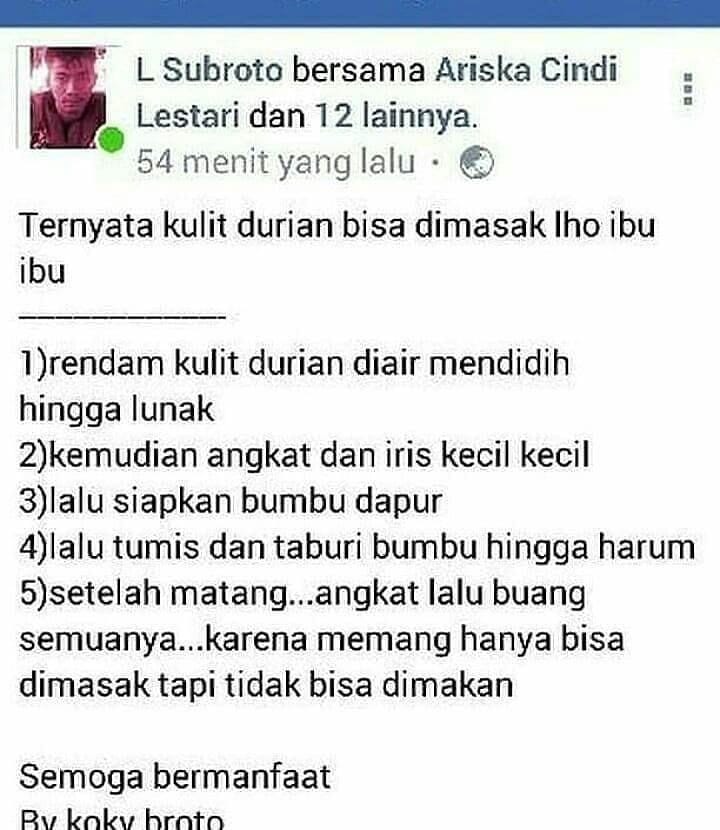 L Subroto bersama Ariska Cindi
Lestari dan 12 lainnya.
54 menit yang lalu ·
Ternyata kulit durian bisa dimasak lho ibu
ibu
____________
1)rendam kulit durian diair mendidih
hingga lunak
2)kemudian angkat dan iris kecil kecil
3)lalu siapkan bumbu dapur
4)lalu tumis dan taburi bumbu hingga harum
5)setelah matang...angkat lalu buang
semuanya...karena memang hanya bisa
dimasak tapi tidak bisa dimakan
Semoga bermanfaat
By koky broto